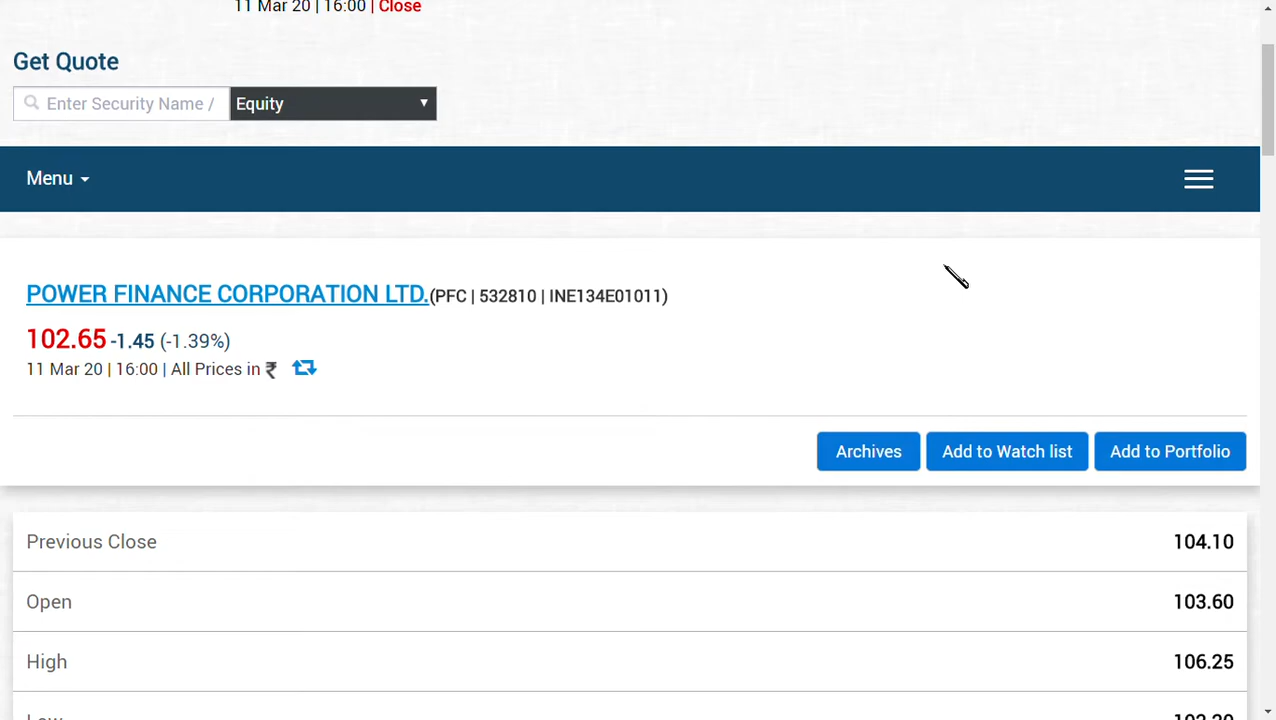 11 Mar 20 | 16:00 | Close
Get Quote
Enter Security Name /
Equity
Menu
POWER FINANCE CORPORATION LTD.(PFC | 532810 | INE134E01011)
102.65 -1.45 (-1.39%)
11 Mar 20 | 16:00 | All Prices in ₹
Archives
Add to Watch list
Add to Portfolio
Previous Close 104.10
Open 103.60
High 106.25
Low